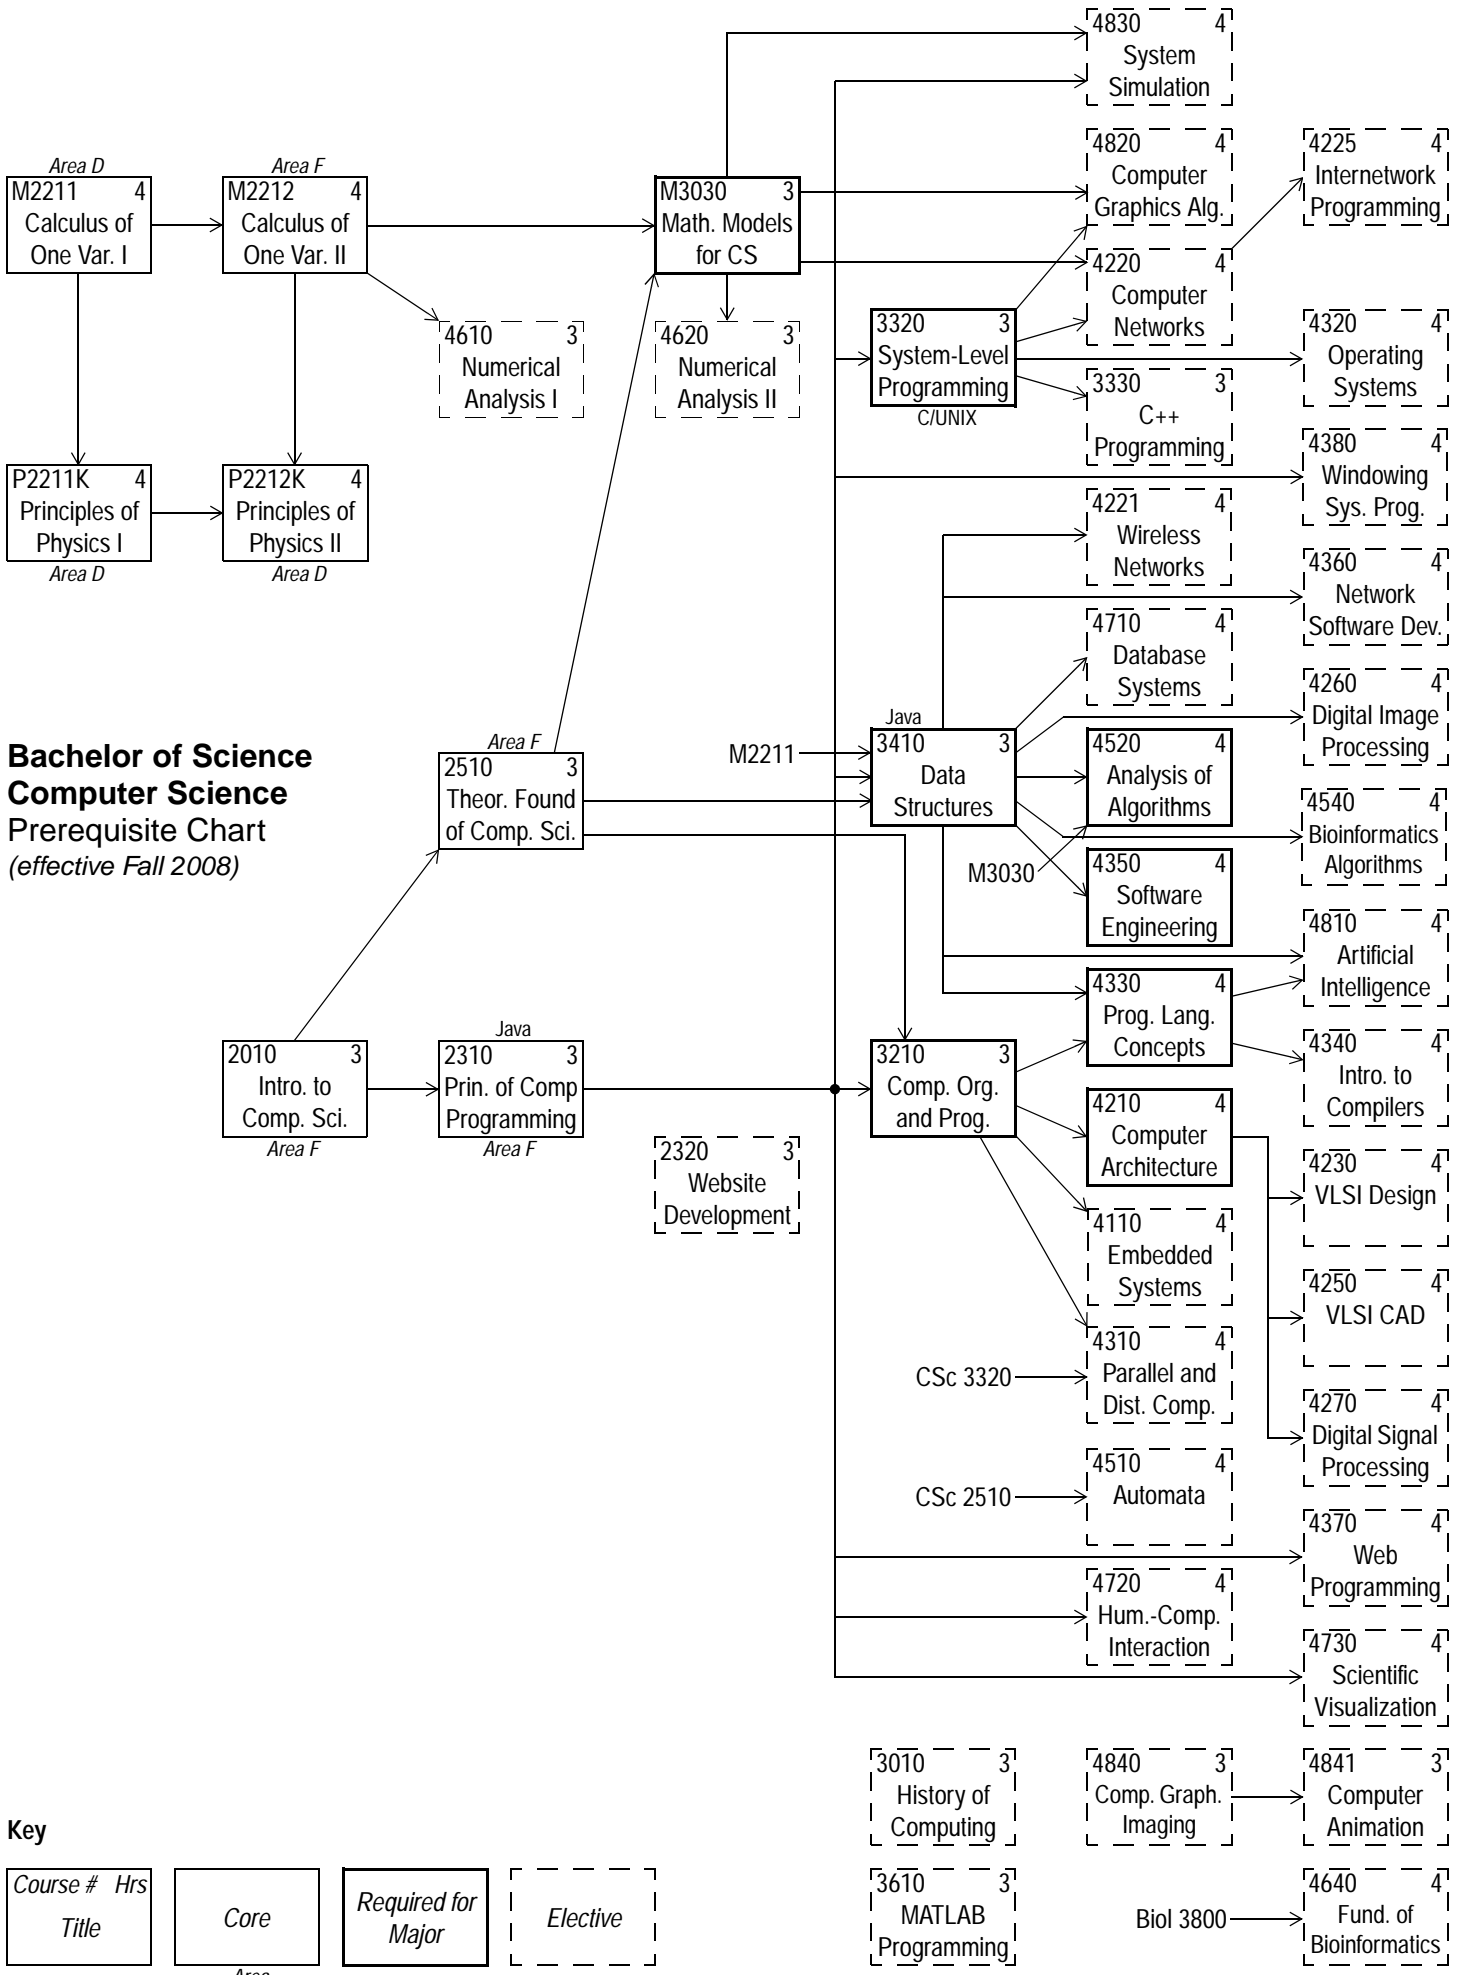 4830 4
System
Simulation
Area D
M2211 4
Calculus of
One Var. I
Area F
M2212 4
Calculus of
One Var. II
M3030 3
Math. Models
for CS
4820 4
Computer
Graphics Alg.
4225 4
Internetwork
Programming
4220 4
Computer
Networks
4610 3
Numerical
Analysis I
4620 3
Numerical
Analysis II
3320 3
System-Level
Programming
C/UNIX
4320 4
Operating
Systems
3330 3
C++
Programming
4380 4
Windowing
Sys. Prog.
P2211K 4
Principles of
Physics I
Area D
P2212K 4
Principles of
Physics II
Area D
4221 4
Wireless
Networks
4360 4
Network
Software Dev.
4710 4
Database
Systems
4260 4
Digital Image
Processing
Bachelor of Science
Computer Science
Prerequisite Chart
(effective Fall 2008)
Area F
2510 3
Theor. Found
of Comp. Sci.
M2211
Java
3410 3
Data
Structures
4520 4
Analysis of
Algorithms
4540 4
Bioinformatics
Algorithms
M3030
4350 4
Software
Engineering
4810 4
Artificial
Intelligence
4330 4
Prog. Lang.
Concepts
2010 3
Intro. to
Comp. Sci.
Area F
Java
2310 3
Prin. of Comp
Programming
Area F
3210 3
Comp. Org.
and Prog.
4340 4
Intro. to
Compilers
4210 4
Computer
Architecture
2320 3
Website
Development
4230 4
VLSI Design
4110 4
Embedded
Systems
4250 4
VLSI CAD
CSc 3320
4310 4
Parallel and
Dist. Comp.
4270 4
Digital Signal
Processing
CSc 2510
4510 4
Automata
4370 4
Web
Programming
4720 4
Hum.-Comp.
Interaction
4730 4
Scientific
Visualization
3010 3
History of
Computing
4840 3
Comp. Graph.
Imaging
4841 3
Computer
Animation
Key
Course # Hrs
Title
Core
Area
Required for
Major
Elective
3610 3
MATLAB
Programming
Biol 3800
4640 4
Fund. of
Bioinformatics